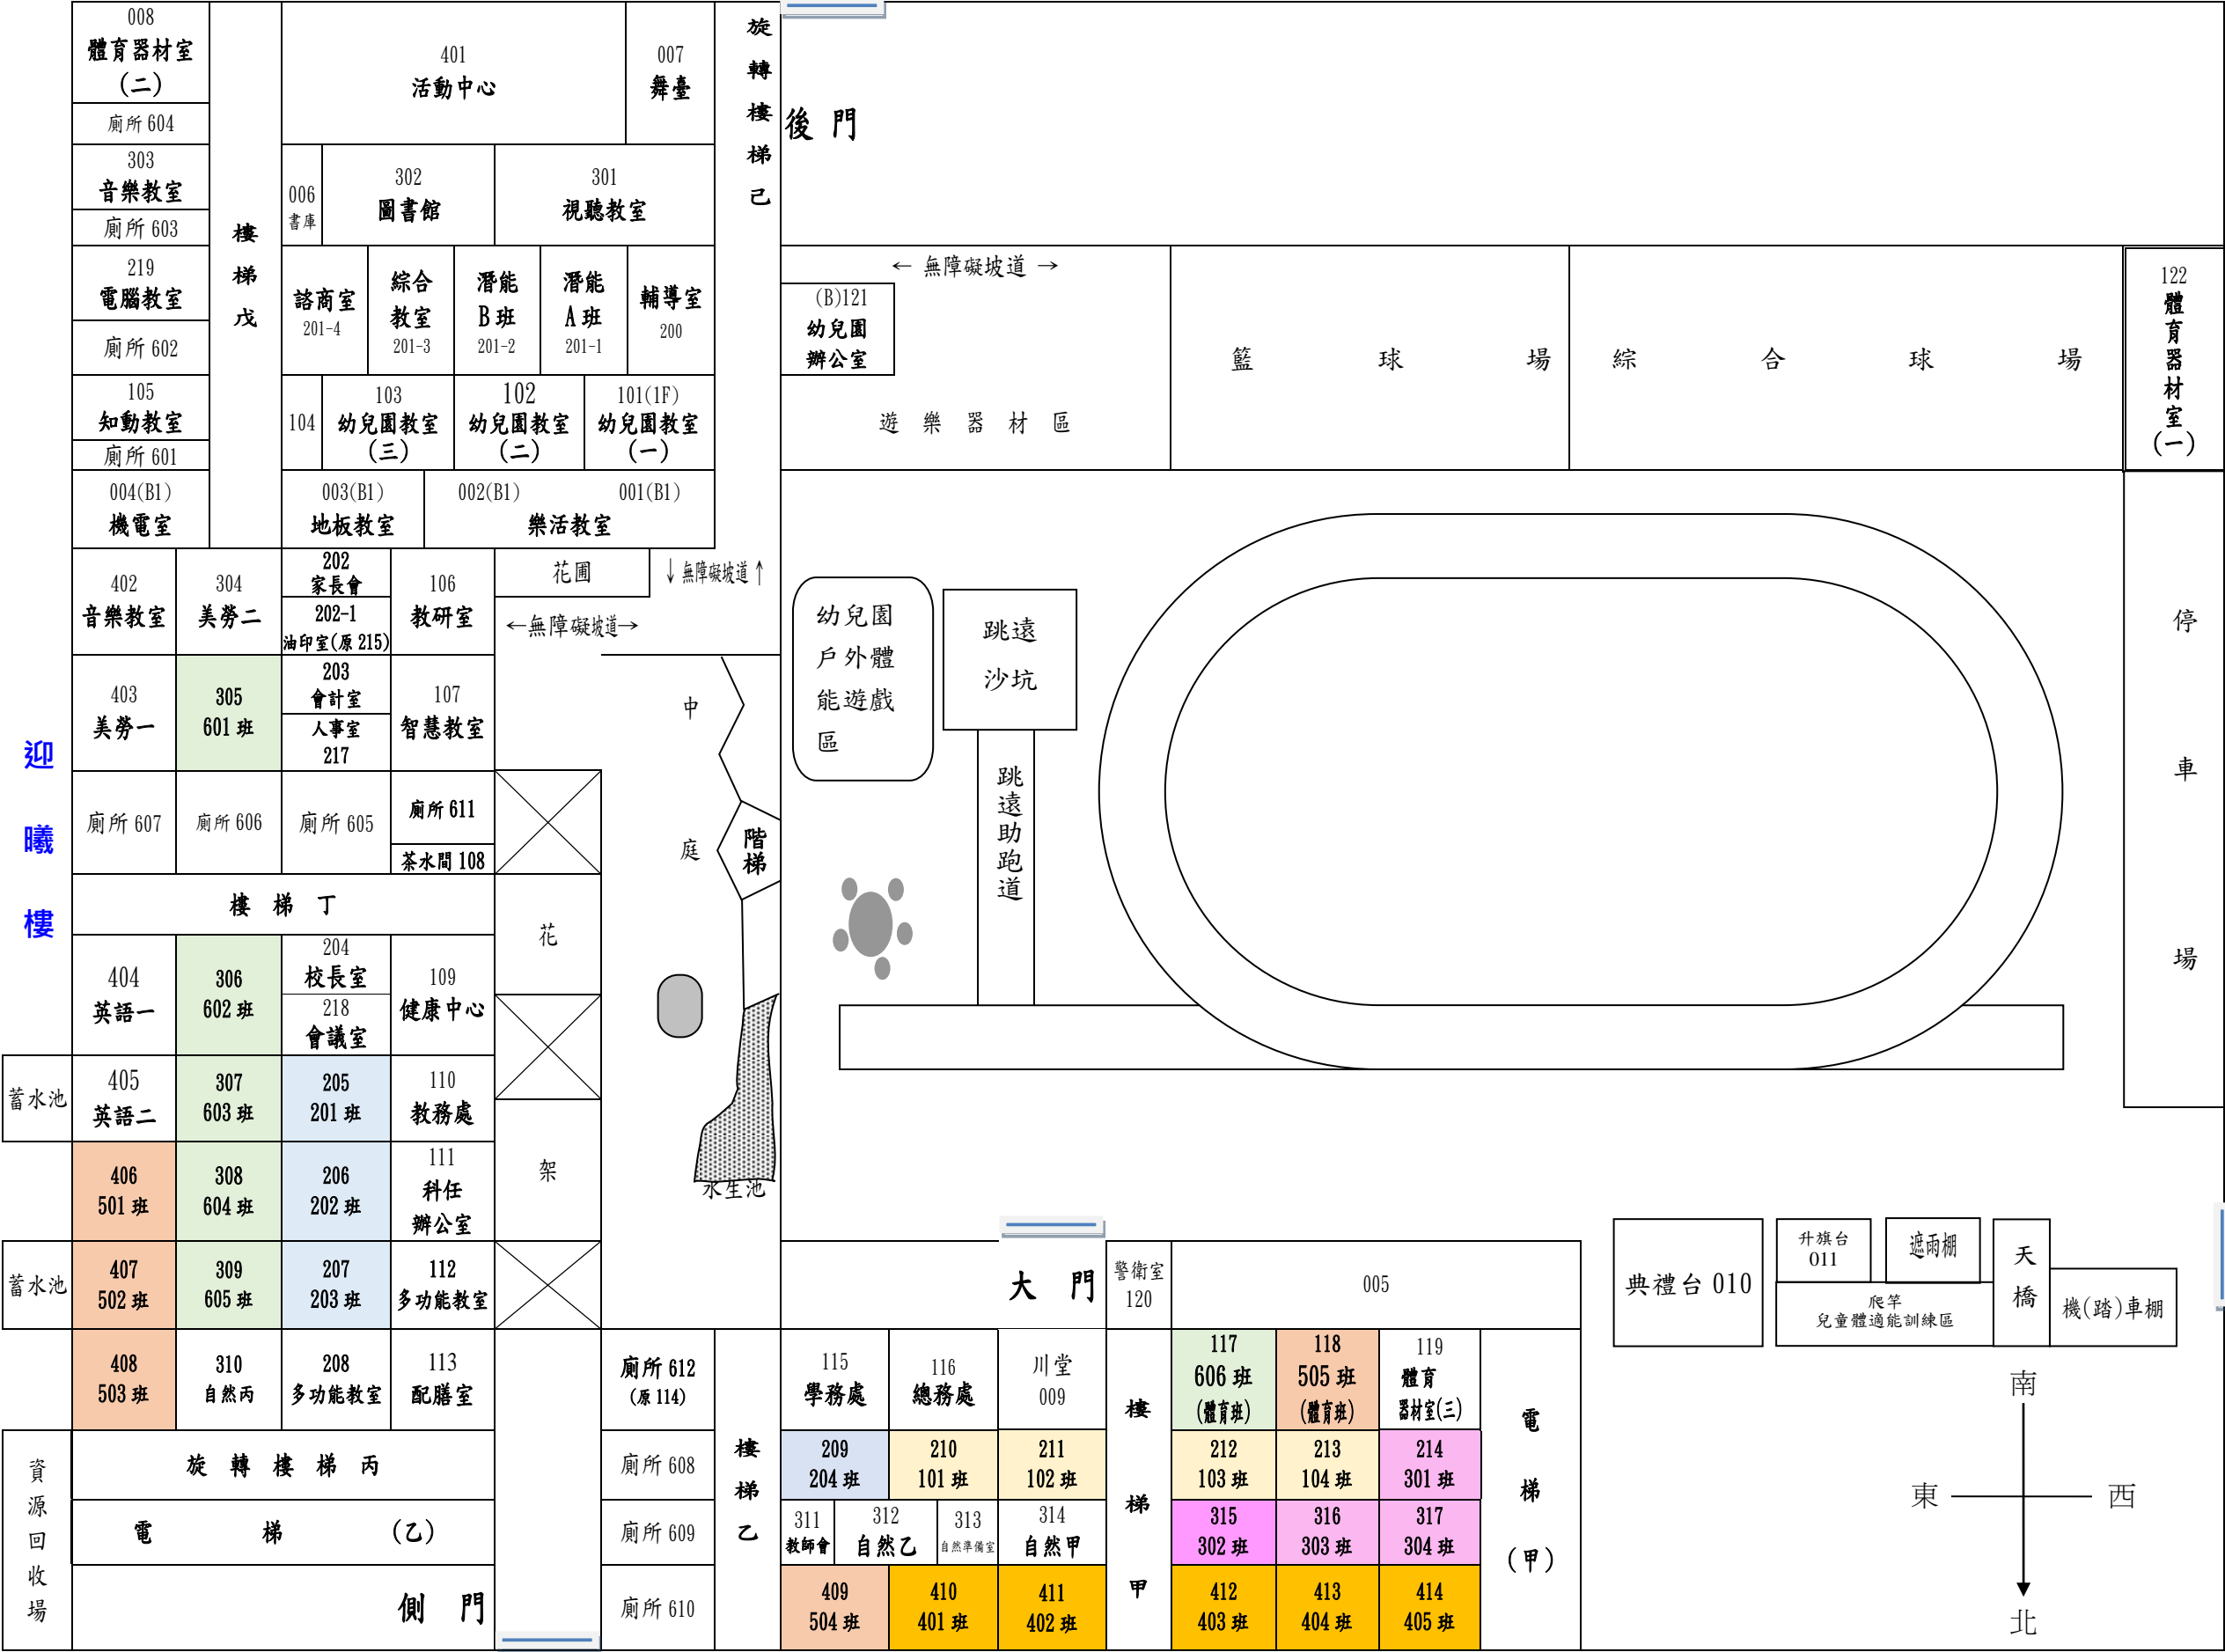 008
體育器材室
(二)
廁所 604
303
音樂教室
廁所 603
219
電腦教室
廁所 602
105
知動教室
廁所 601
004(B1)
機電室
樓梯戊
401
活動中心
007
舞臺
006
書庫
302
圖書館
301
視聽教室
諮商室
201-4
綜合
教室
201-3
潛能
B 班
201-2
潛能
A 班
201-1
輔導室
200
104
103
幼兒園教室
(三)
102
幼兒園教室
(二)
101(1F)
幼兒園教室
(一)
003(B1)
地板教室
002(B1) 001(B1)
樂活教室
旋轉樓梯己
後 門
← 無障礙坡道 →
(B)121
幼兒園
辦公室
遊 樂 器 材 區
籃 球 場
綜 合 球 場
122
體育器材室
(一)
停車場
402
音樂教室
304
美勞二
202
家長會
202-1
油印室(原 215)
106
教研室
花圃
↓無障礙坡道↑
←無障礙坡道→
403
美勞一
305
601 班
203
會計室
人事室
217
107
智慧教室
迎曦樓
廁所 607
廁所 606
廁所 605
廁所 611
茶水間 108
樓 梯 丁
404
英語一
306
602 班
204
校長室
218
會議室
109
健康中心
蓄水池
405
英語二
307
603 班
205
201 班
110
教務處
406
501 班
308
604 班
206
202 班
111
科任
辦公室
蓄水池
407
502 班
309
605 班
207
203 班
112
多功能教室
408
503 班
310
自然丙
208
多功能教室
113
配膳室
花架
中庭
階梯
水生池
幼兒園
戶外體
能遊戲
區
跳遠
沙坑
跳遠助跑道
資源回收場
旋 轉 樓 梯 丙
電 梯 (乙)
側 門
廁所 612
(原 114)
廁所 608
廁所 609
廁所 610
樓梯乙
大 門
警衛室
120
005
115
學務處
116
總務處
川堂
009
樓梯甲
117
606 班
(體育班)
118
505 班
(體育班)
119
體育
器材室(三)
電梯(甲)
209
204 班
210
101 班
211
102 班
212
103 班
213
104 班
214
301 班
311
教師會
312
自然乙
313
自然準備室
314
自然甲
315
302 班
316
303 班
317
304 班
409
504 班
410
401 班
411
402 班
412
403 班
413
404 班
414
405 班
典禮台 010
升旗台
011
遮雨棚
爬竿
兒童體適能訓練區
天橋
機(踏)車棚
南
東 西
北